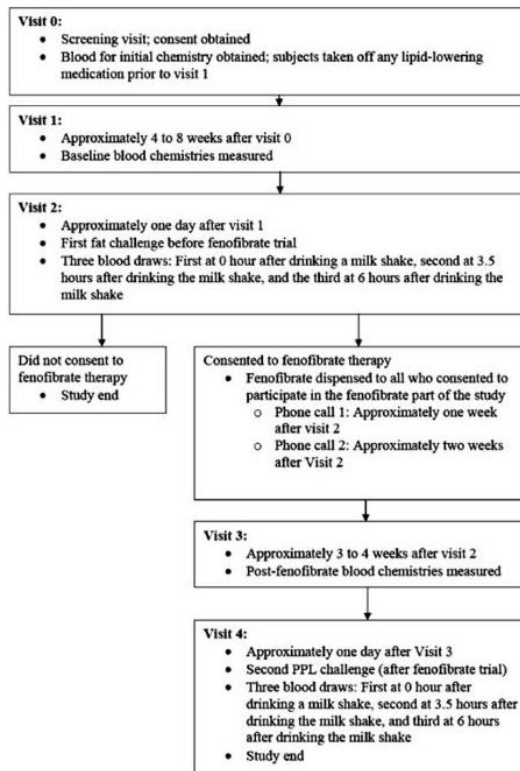 Visit 0:
• Screening visit; consent obtained
• Blood for initial chemistry obtained; subjects taken off any lipid-lowering
medication prior to visit 1
Visit 1:
• Approximately 4 to 8 weeks after visit 0
• Baseline blood chemistries measured
Visit 2:
• Approximately one day after visit 1
• First fat challenge before fenofibrate trial
• Three blood draws: First at 0 hour after drinking a milk shake, second at 3.5
hours after drinking the milk shake, and the third at 6 hours after drinking the
milk shake
Did not consent to
fenofibrate therapy
• Study end
Consented to fenofibrate therapy
• Fenofibrate dispensed to all who consented to
participate in the fenofibrate part of the study
o Phone call 1: Approximately one week
after visit 2
o Phone call 2: Approximately two weeks
after Visit 2
Visit 3:
• Approximately 3 to 4 weeks after visit 2
• Post-fenofibrate blood chemistries measured
Visit 4:
• Approximately one day after Visit 3
• Second PPL challenge (after fenofibrate trial)
• Three blood draws: First at 0 hour after
drinking a milk shake, second at 3.5 hours after
drinking the milk shake, and third at 6 hours
after drinking the milk shake
• Study end